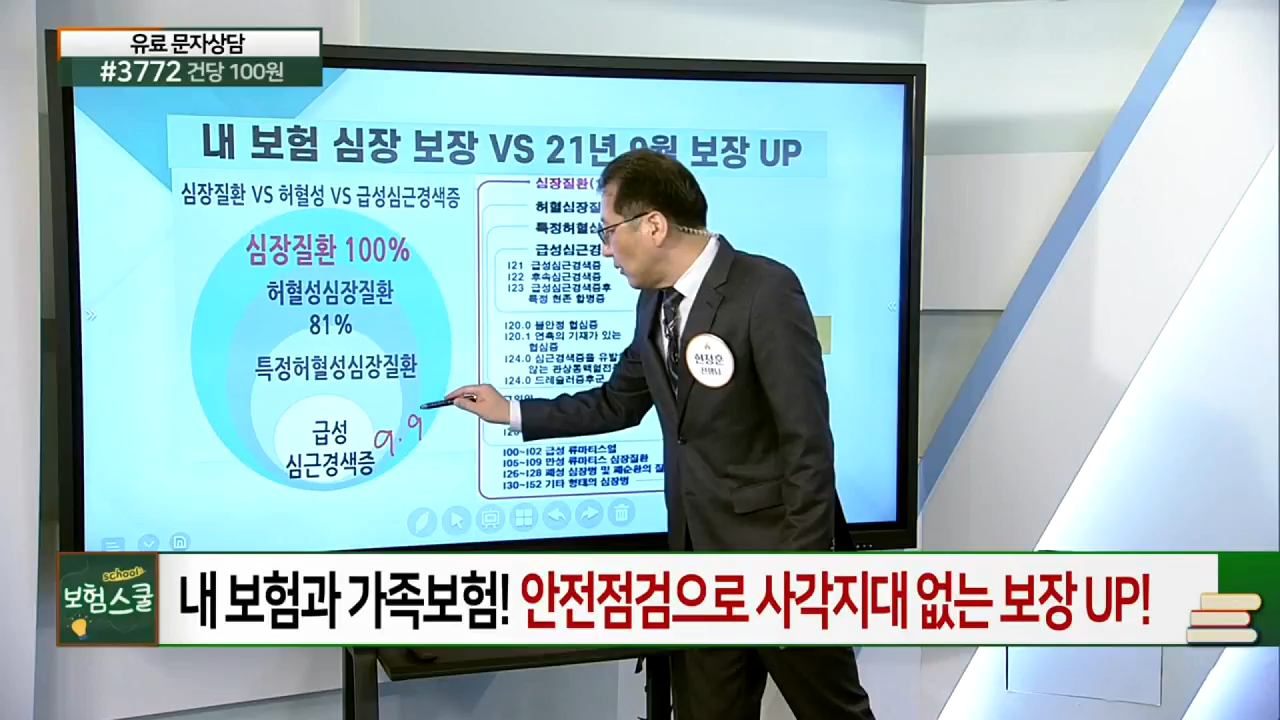 유료 문자상담
#3772 건당 100원
내 보험 심장 보장 VS 21년 9월 보장 UP
심장질환 VS 허혈성 VS 급성심근경색증
심장질환 100%
허혈성심장질환
81%
특정허혈성심장질환
급성
심근경색증
9.9
심장질환
허혈심장질
특정허혈심
급성심근경
I21 급성심근경색증
I22 후속심근경색증
I23 급성심근경색증후
특정 현존 합병증
I20.0 불안정 협심증
I20.1 연축의 기재가 있는
협심증
I24.0 심근경색증을 유발
않는 관상동맥혈전
I24.0 드레슬러증후군
I00~I02 급성 류마티스열
I05~I09 만성 류마티스 심장질환
I26~I28 폐성 심장병 및 폐순환의 질
I30~I52 기타 형태의 심장병
현정훈
선생님
school
보험스쿨
내 보험과 가족보험! 안전점검으로 사각지대 없는 보장 UP!